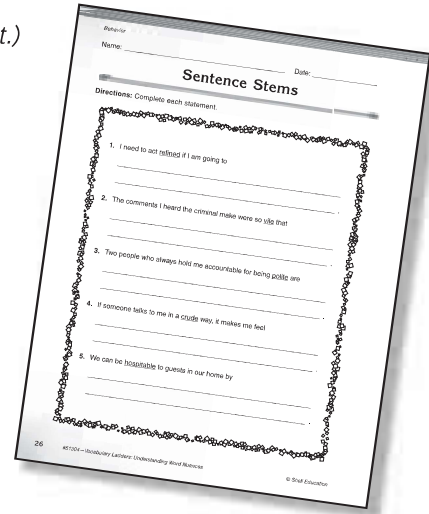 t.)
Behavior
Name: Date:
Sentence Stems
Directions: Complete each statement.
1. I need to act refined if I am going to
.
2. The comments I heard the criminal make were so vile that
.
3. Two people who always hold me accountable for being polite are
.
4. If someone talks to me in a crude way, it makes me feel
.
5. We can be hospitable to guests in our home by
.
26 #51304—Vocabulary Ladders: Understanding Word Nuances © Shell Education